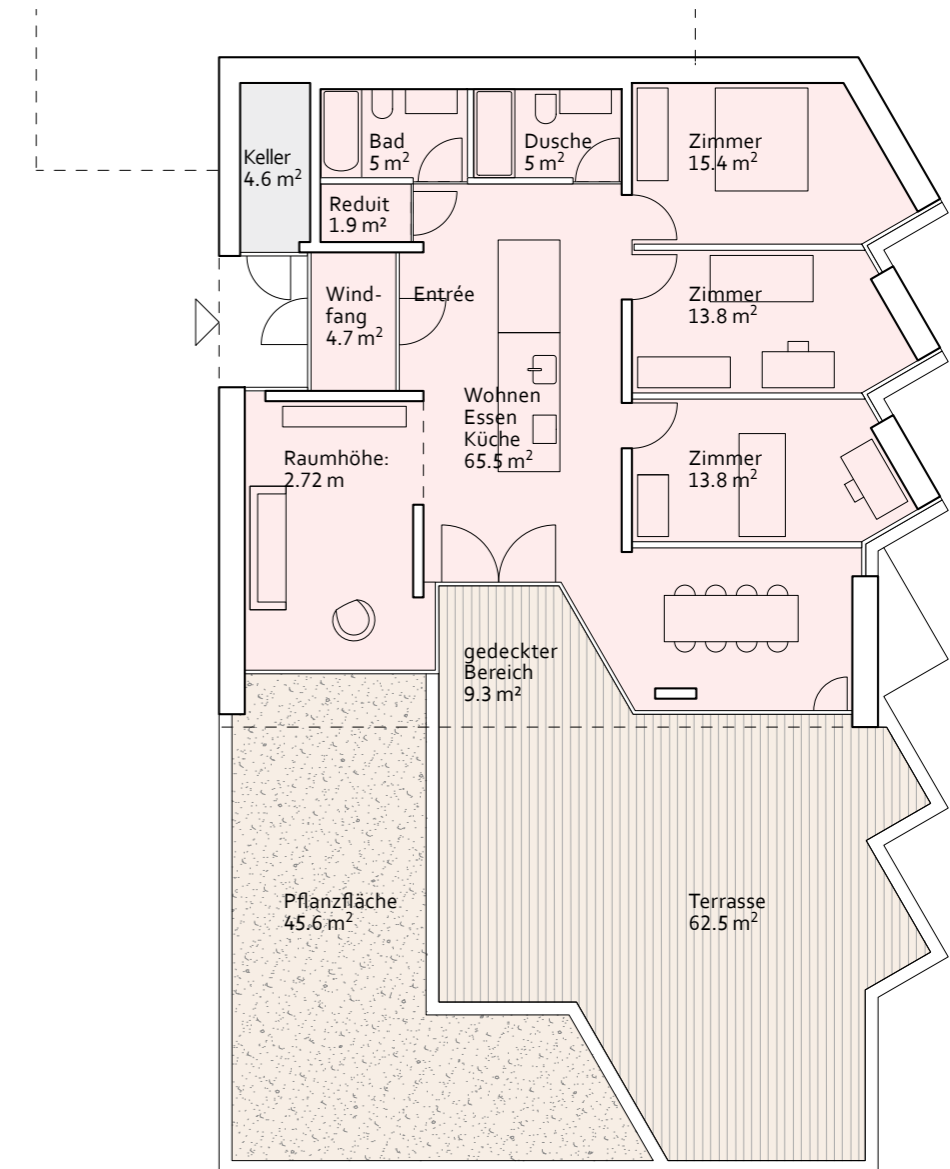 Bad
5 m²
Dusche
5 m²
Zimmer
15.4 m²
Keller
4.6 m²
Reduit
1.9 m²
Wind-
fang
4.7 m²
Entrée
Zimmer
13.8 m²
Wohnen
Essen
Küche
65.5 m²
Raumhöhe:
2.72 m
Zimmer
13.8 m²
gedeckter
Bereich
9.3 m²
Pflanzfläche
45.6 m²
Terrasse
62.5 m²